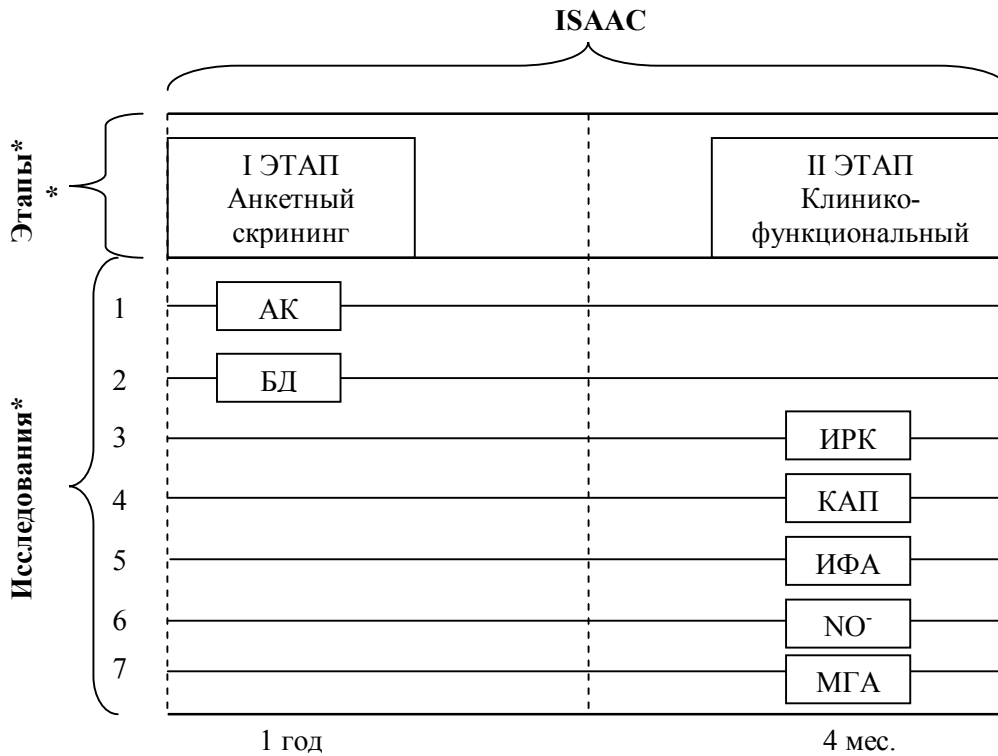 ISAAC
Этапы*
*
I ЭТАП
Анкетный
скрининг
II ЭТАП
Клинико-
функциональный
Исследования*
1
АК
2
БД
3
ИРК
4
КАП
5
ИФА
6
NO⁻
7
МГА
1 год
4 мес.